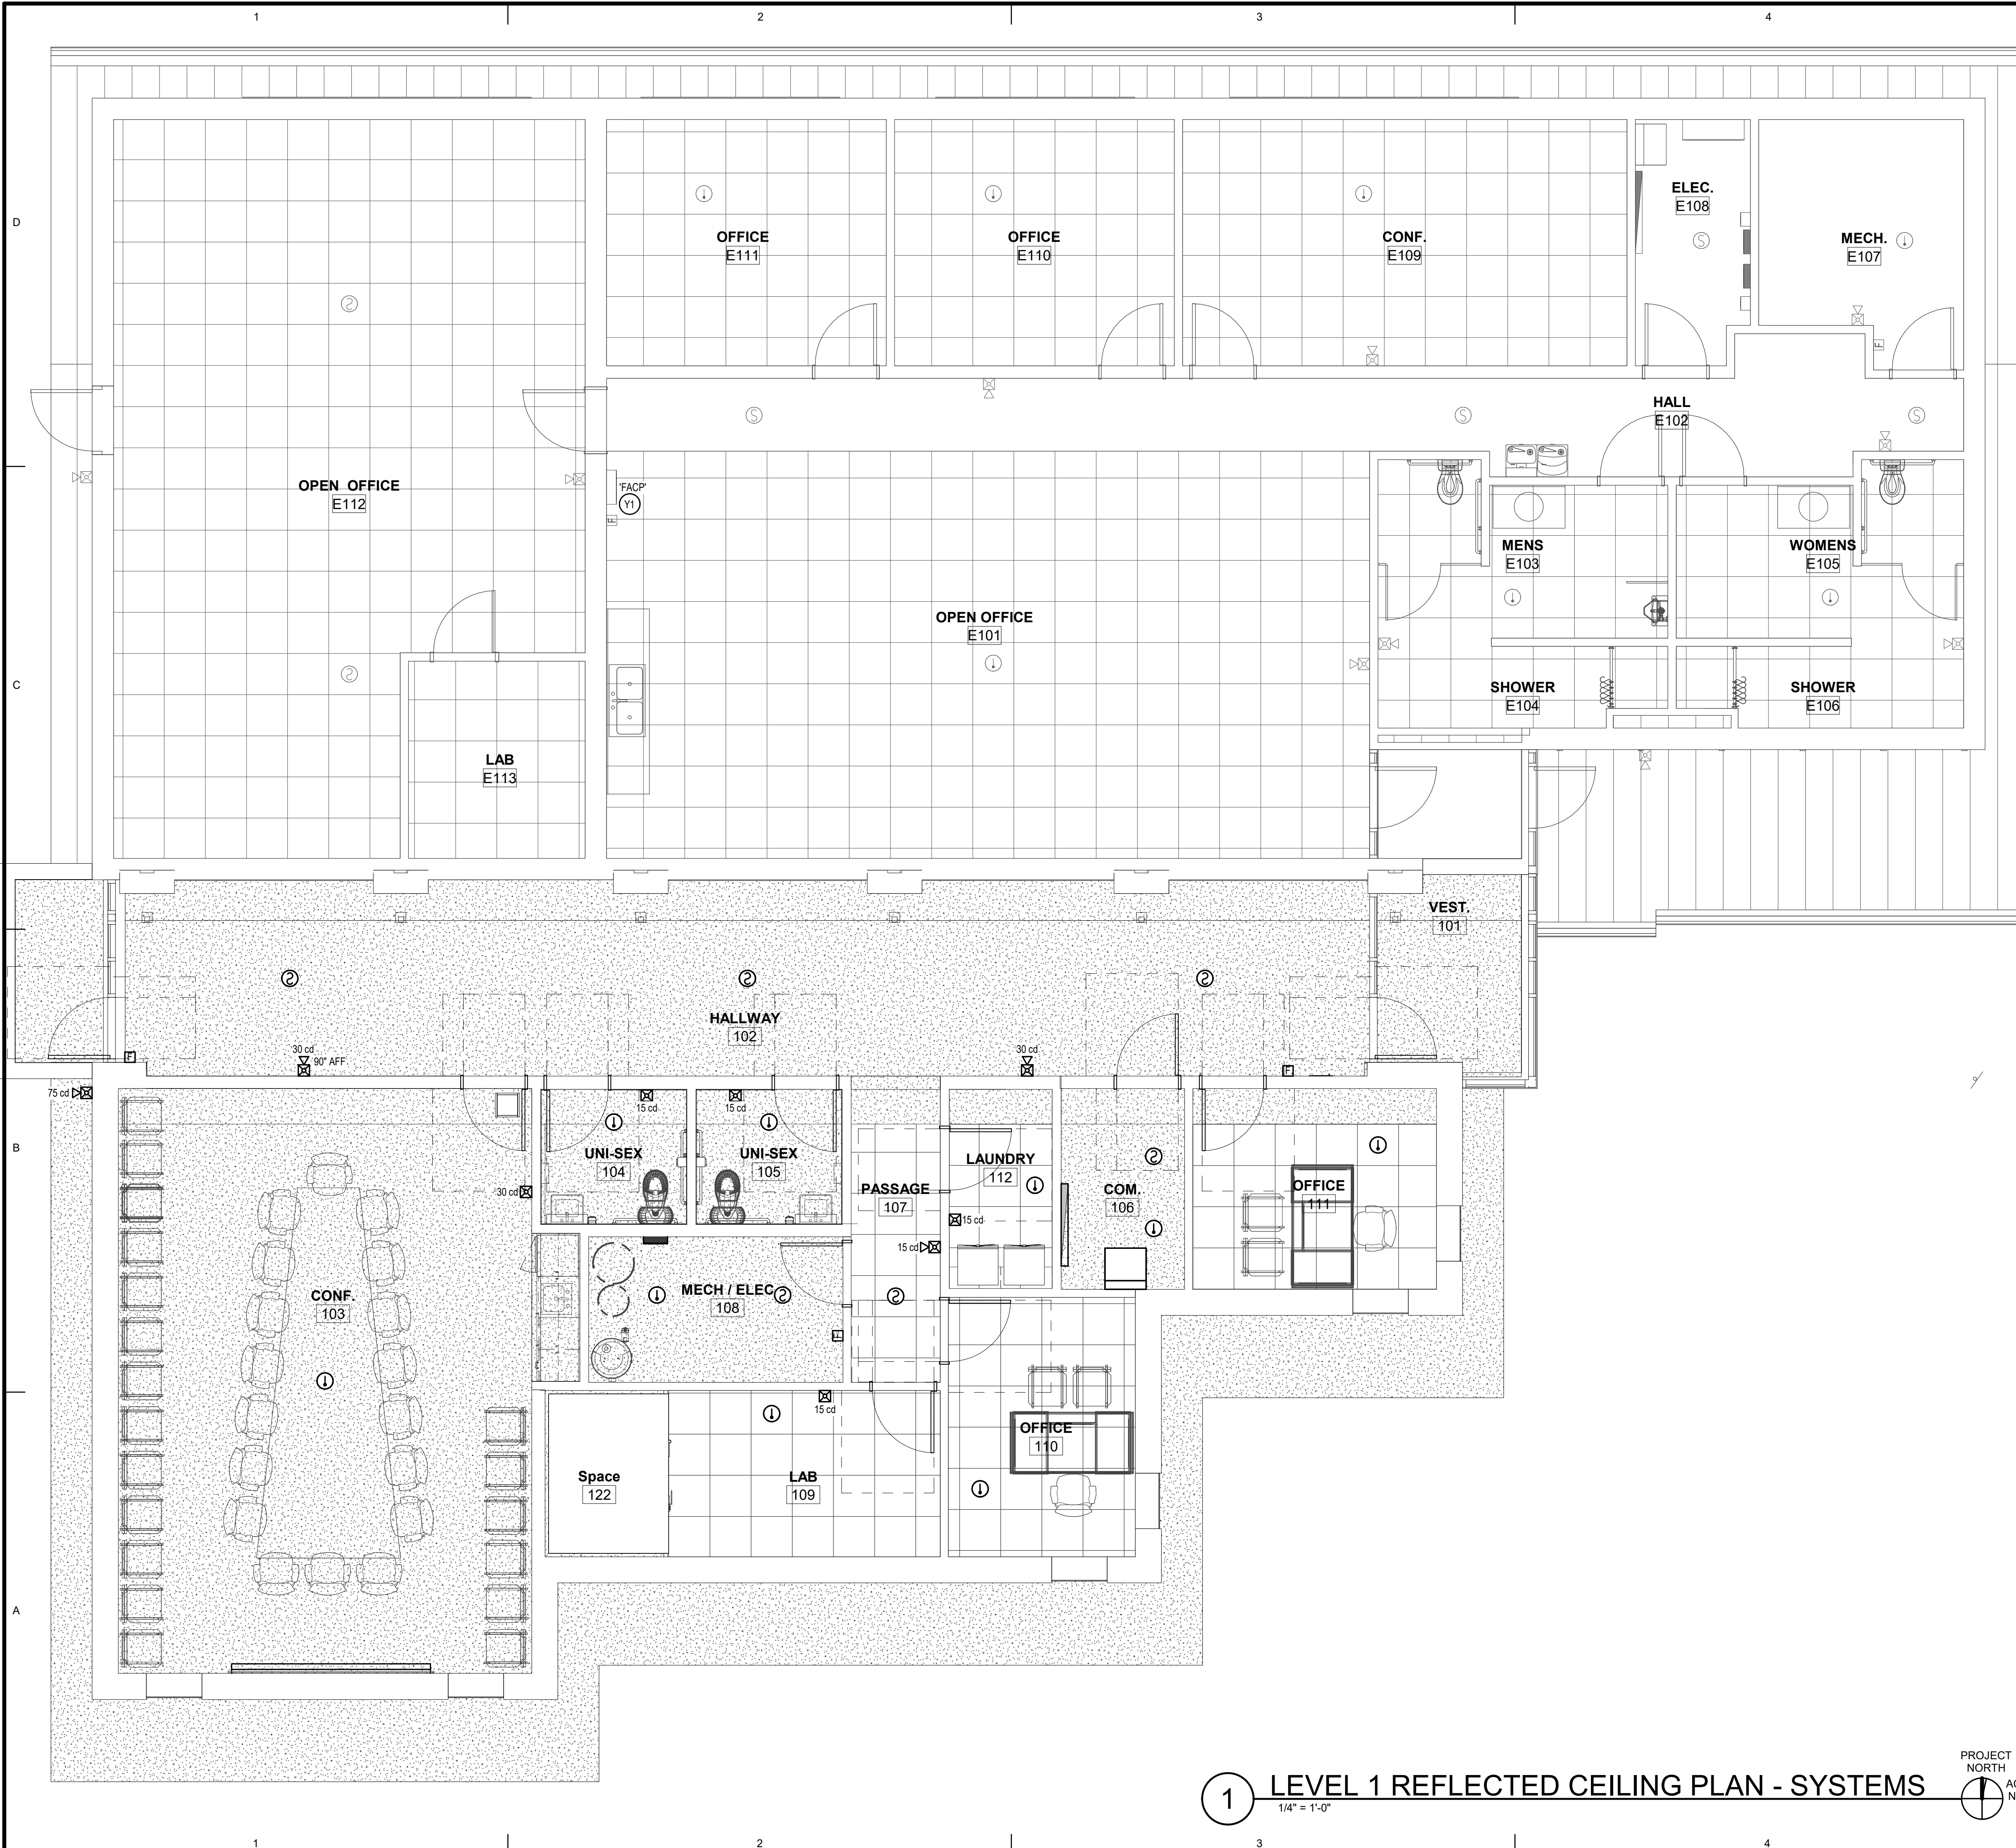 1
2
3
4
D
ELEC.
E108
OFFICE
E111
OFFICE
E110
CONF.
E109
MECH.
E107
S
S
S
S
S
F
S
S
HALL
E102
OPEN OFFICE
E112
'FACP'
Y1
F
MENS
E103
WOMENS
E105
OPEN OFFICE
E101
C
SHOWER
E104
SHOWER
E106
LAB
E113
VEST.
101
S
S
S
HALLWAY
102
30 cd
90" AFF
30 cd
F
F
75 cd
B
15 cd
15 cd
UNI-SEX
104
UNI-SEX
105
LAUNDRY
112
S
PASSAGE
107
COM.
106
OFFICE
111
30 cd
15 cd
15 cd
CONF.
103
MECH / ELEC
108
S
S
F
15 cd
OFFICE
110
Space
122
LAB
109
A
PROJECT
NORTH
1
LEVEL 1 REFLECTED CEILING PLAN - SYSTEMS
1/4" = 1'-0"
1
2
3
4